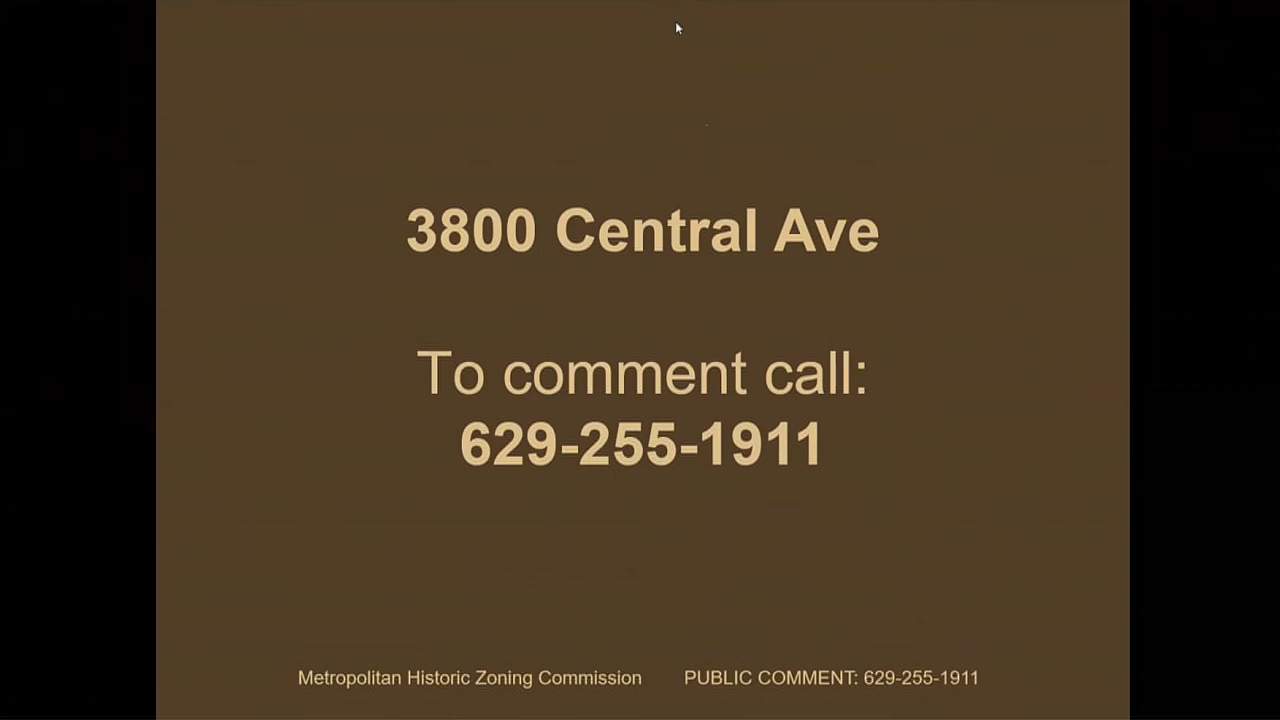 3800 Central Ave
To comment call:
629-255-1911
Metropolitan Historic Zoning Commission PUBLIC COMMENT: 629-255-1911